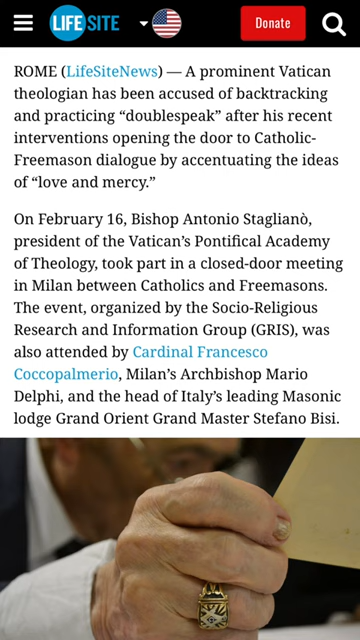 LIFE SITE
Donate
ROME (LifeSiteNews) — A prominent Vatican
theologian has been accused of backtracking
and practicing “doublespeak” after his recent
interventions opening the door to Catholic-
Freemason dialogue by accentuating the ideas
of “love and mercy.”
On February 16, Bishop Antonio Staglianò,
president of the Vatican’s Pontifical Academy
of Theology, took part in a closed-door meeting
in Milan between Catholics and Freemasons.
The event, organized by the Socio-Religious
Research and Information Group (GRIS), was
also attended by Cardinal Francesco
Coccopalmerio, Milan’s Archbishop Mario
Delphi, and the head of Italy’s leading Masonic
lodge Grand Orient Grand Master Stefano Bisi.